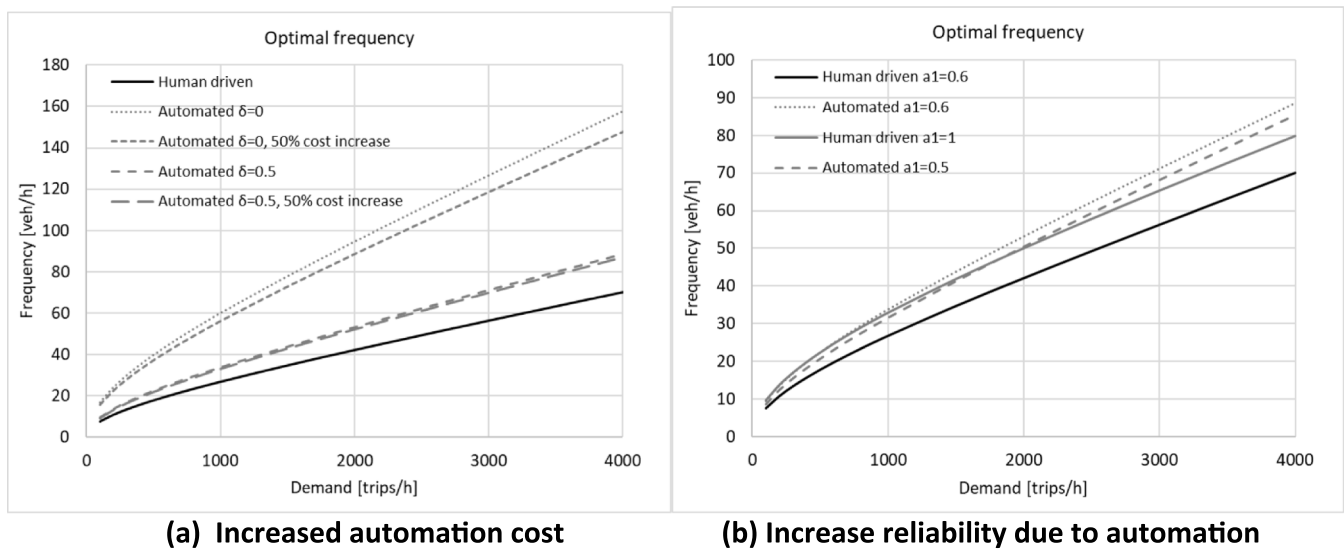 Optimal frequency
180
160
140
120
100
80
60
40
20
0
Frequency [veh/h]
Human driven
Automated δ=0
Automated δ=0, 50% cost increase
Automated δ=0.5
Automated δ=0.5, 50% cost increase
0 1000 2000 3000 4000
Demand [trips/h]
(a) Increased automation cost
Optimal frequency
100
90
80
70
60
50
40
30
20
10
0
Frequency [veh/h]
Human driven a1=0.6
Automated a1=0.6
Human driven a1=1
Automated a1=0.5
0 1000 2000 3000 4000
Demand [trips/h]
(b) Increase reliability due to automation